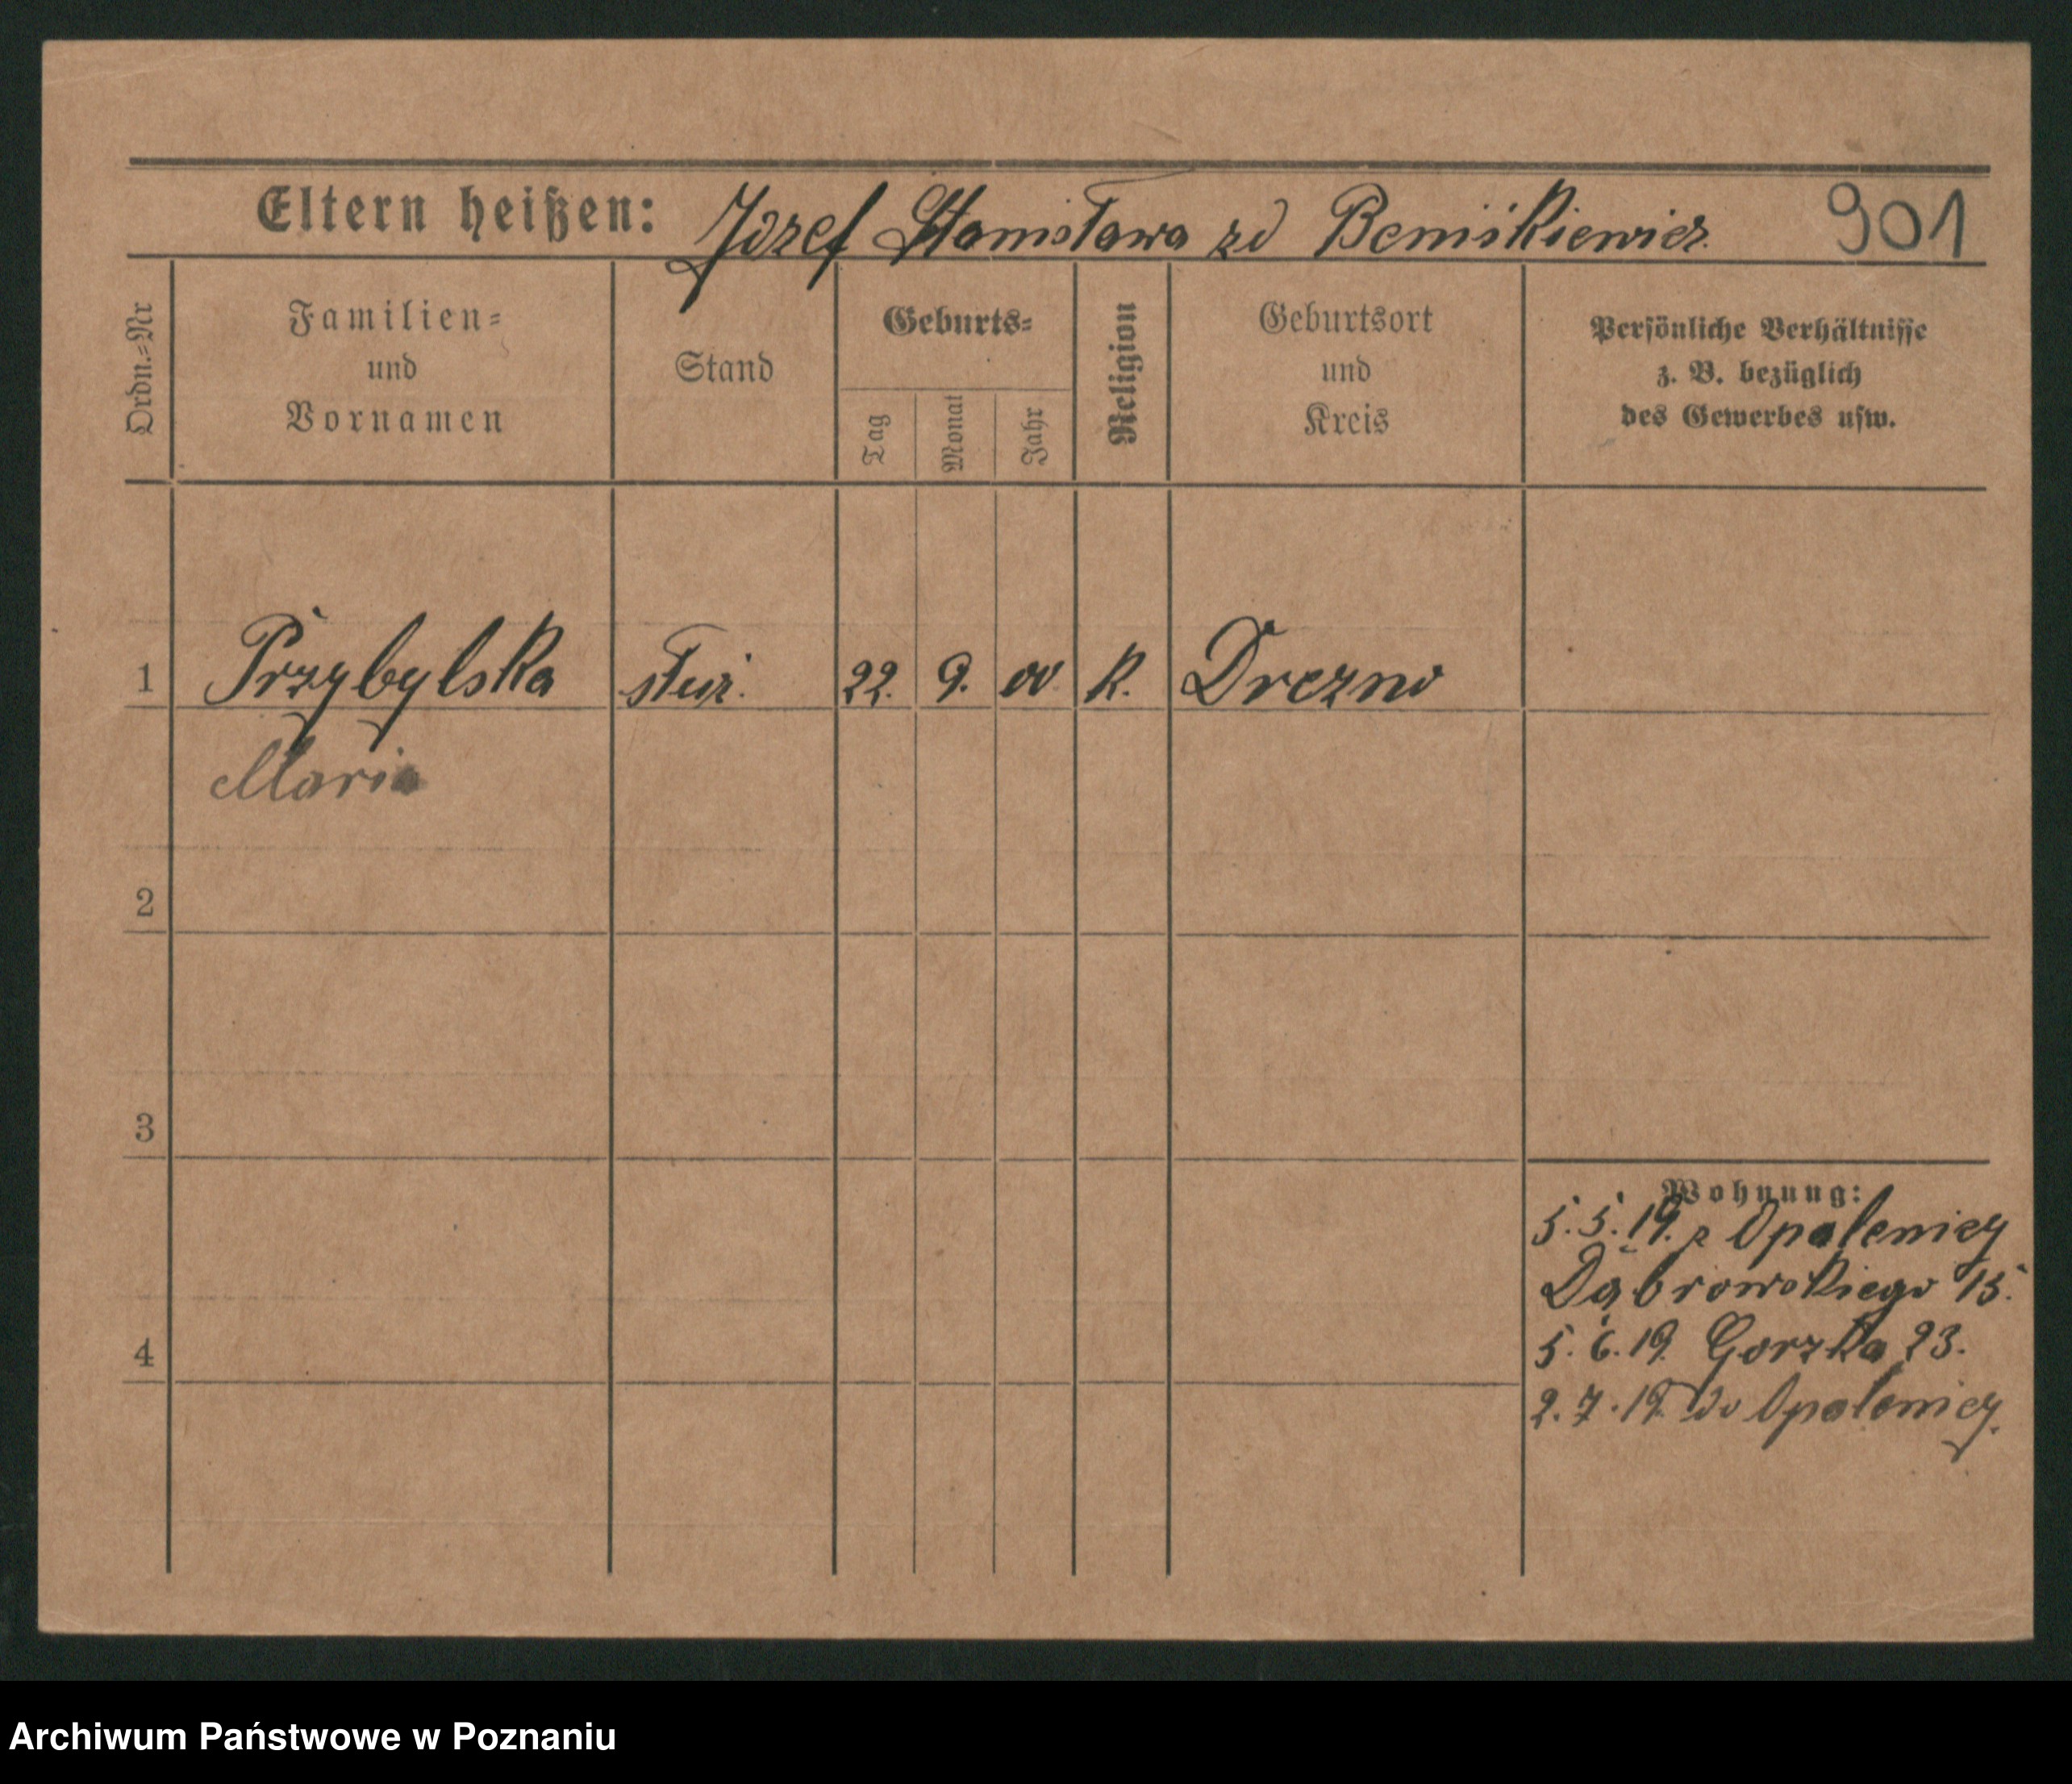 Eltern heißen: Józef Stanisława zd Beniśkiewicz 901
Ordn.=Nr
Familien=
und
Vornamen
Stand
Geburts=
Tag
Monat
Jahr
Religion
Geburtsort
und
Kreis
Persönliche Verhältnisse
z. B. bezüglich
des Gewerbes usw.
1 Przybylska służ. 22. 9. 00 k. Drezno
Maria
2
3
Wohnung:
5.5.19. z Opalenicy
Dąbrowskiego 15.
5.6.19. Gorzka 23.
4
2.7.19. do Opalenicy.
Archiwum Państwowe w Poznaniu